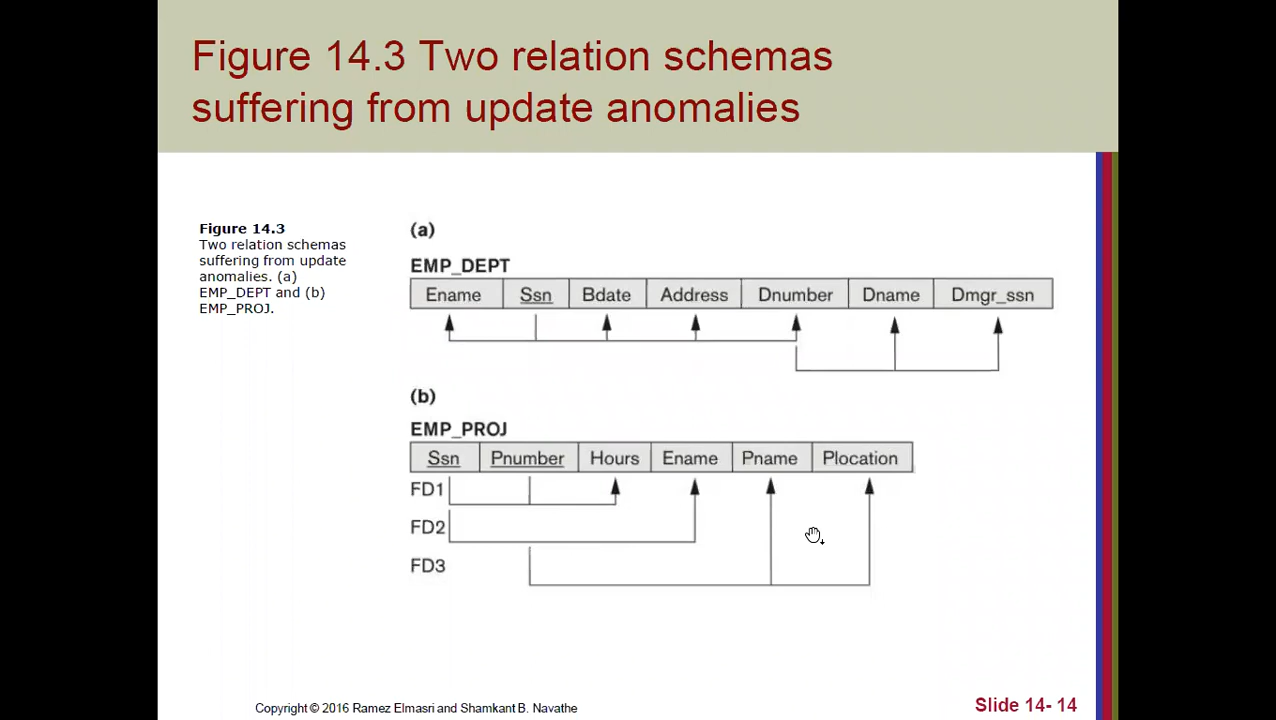 Figure 14.3 Two relation schemas
suffering from update anomalies
Figure 14.3
Two relation schemas
suffering from update
anomalies. (a)
EMP_DEPT and (b)
EMP_PROJ.
(a)
EMP_DEPT
Ename Ssn Bdate Address Dnumber Dname Dmgr_ssn
(b)
EMP_PROJ
Ssn Pnumber Hours Ename Pname Plocation
FD1
FD2
FD3
Copyright © 2016 Ramez Elmasri and Shamkant B. Navathe
Slide 14- 14